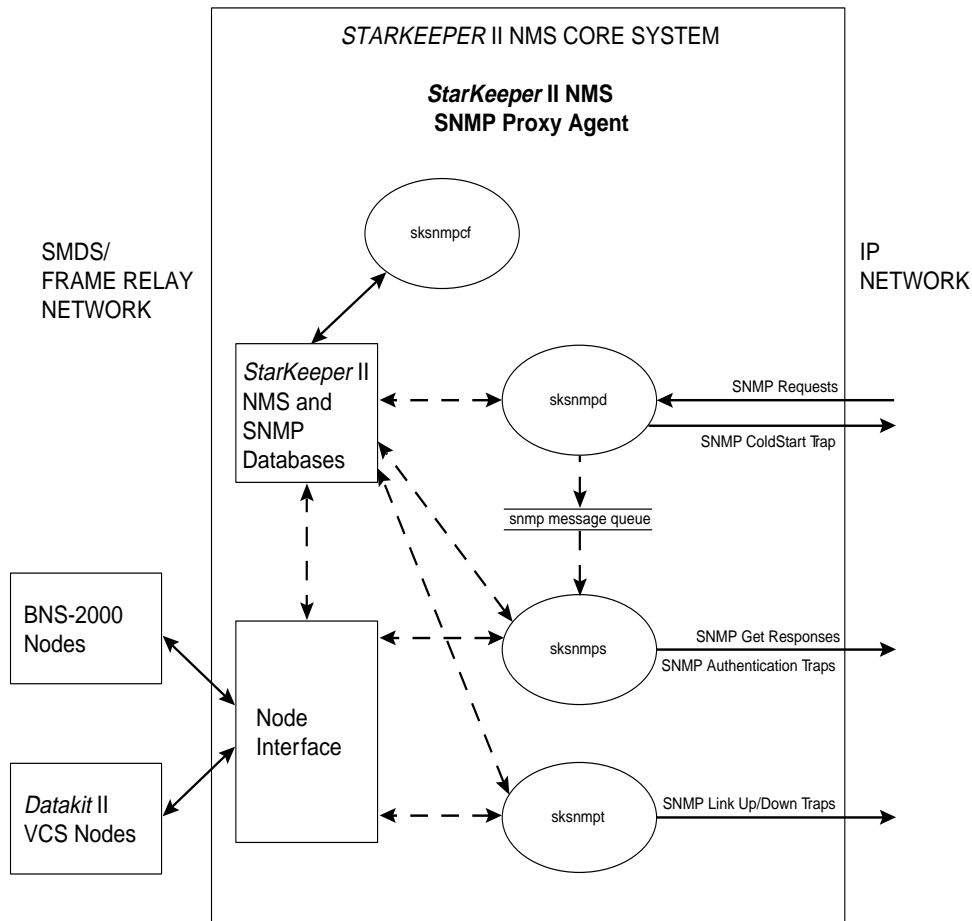 STARKEEPER II NMS CORE SYSTEM
StarKeeper II NMS
SNMP Proxy Agent
sksnmpcf
SMDS/
FRAME RELAY
NETWORK
IP
NETWORK
StarKeeper II
NMS and
SNMP
Databases
sksnmpd
SNMP Requests
SNMP ColdStart Trap
snmp message queue
BNS-2000
Nodes
sksnmps
SNMP Get Responses
SNMP Authentication Traps
Node
Interface
Datakit II
VCS Nodes
sksnmpt
SNMP Link Up/Down Traps